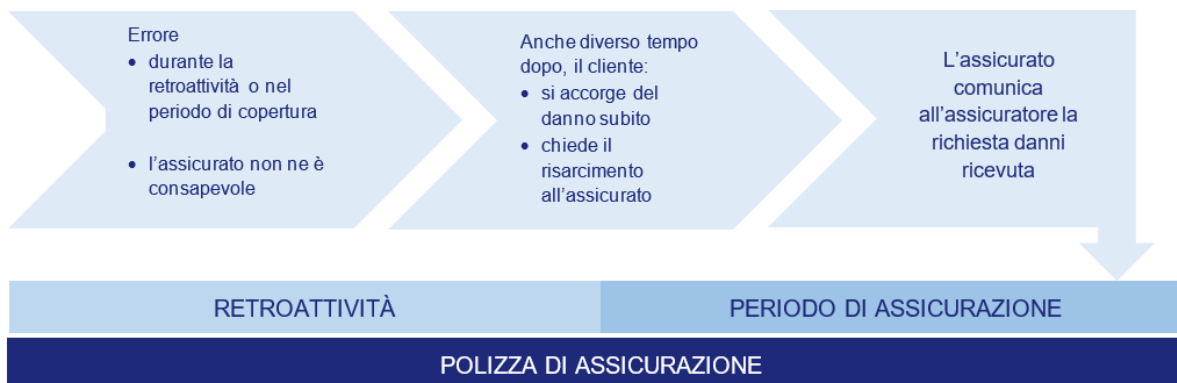 Errore
• durante la
retroattività o nel
periodo di copertura
• l'assicurato non ne è
consapevole
Anche diverso tempo
dopo, il cliente:
• si accorge del
danno subito
• chiede il
risarcimento
all'assicurato
L'assicurato
comunica
all'assicuratore la
richiesta danni
ricevuta
RETROATTIVITÀ
PERIODO DI ASSICURAZIONE
POLIZZA DI ASSICURAZIONE